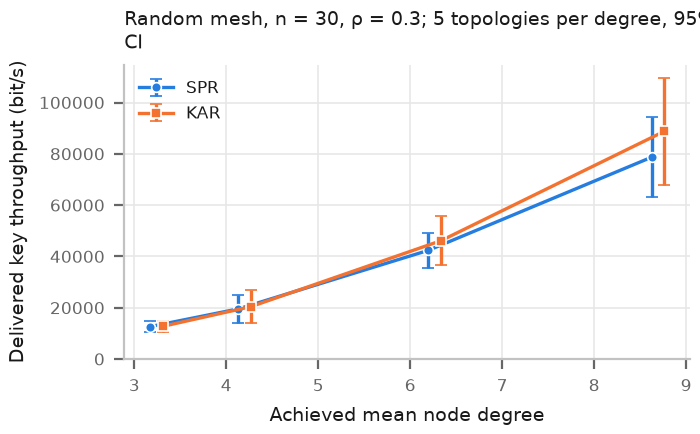 Random mesh, n = 30, ρ = 0.3; 5 topologies per degree, 95%
CI
Delivered key throughput (bit/s)
SPR
KAR
100000
80000
60000
40000
20000
0
3 4 5 6 7 8 9
Achieved mean node degree